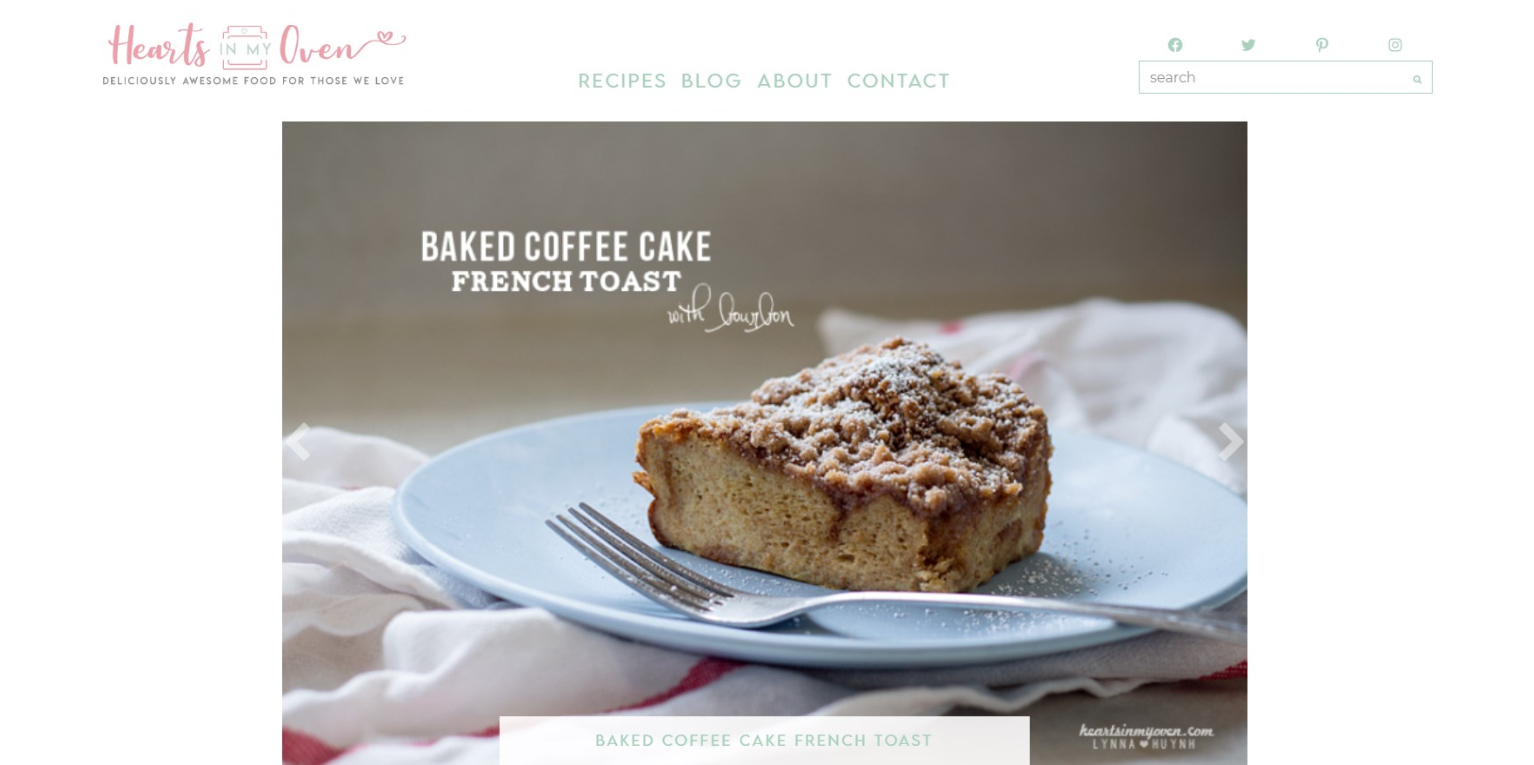 Hearts IN MY Oven
DELICIOUSLY AWESOME FOOD FOR THOSE WE LOVE
RECIPES BLOG ABOUT CONTACT
search
BAKED COFFEE CAKE
FRENCH TOAST
with bourbon
BAKED COFFEE CAKE FRENCH TOAST
heartsinmyoven.com
LYNNA HUYNH